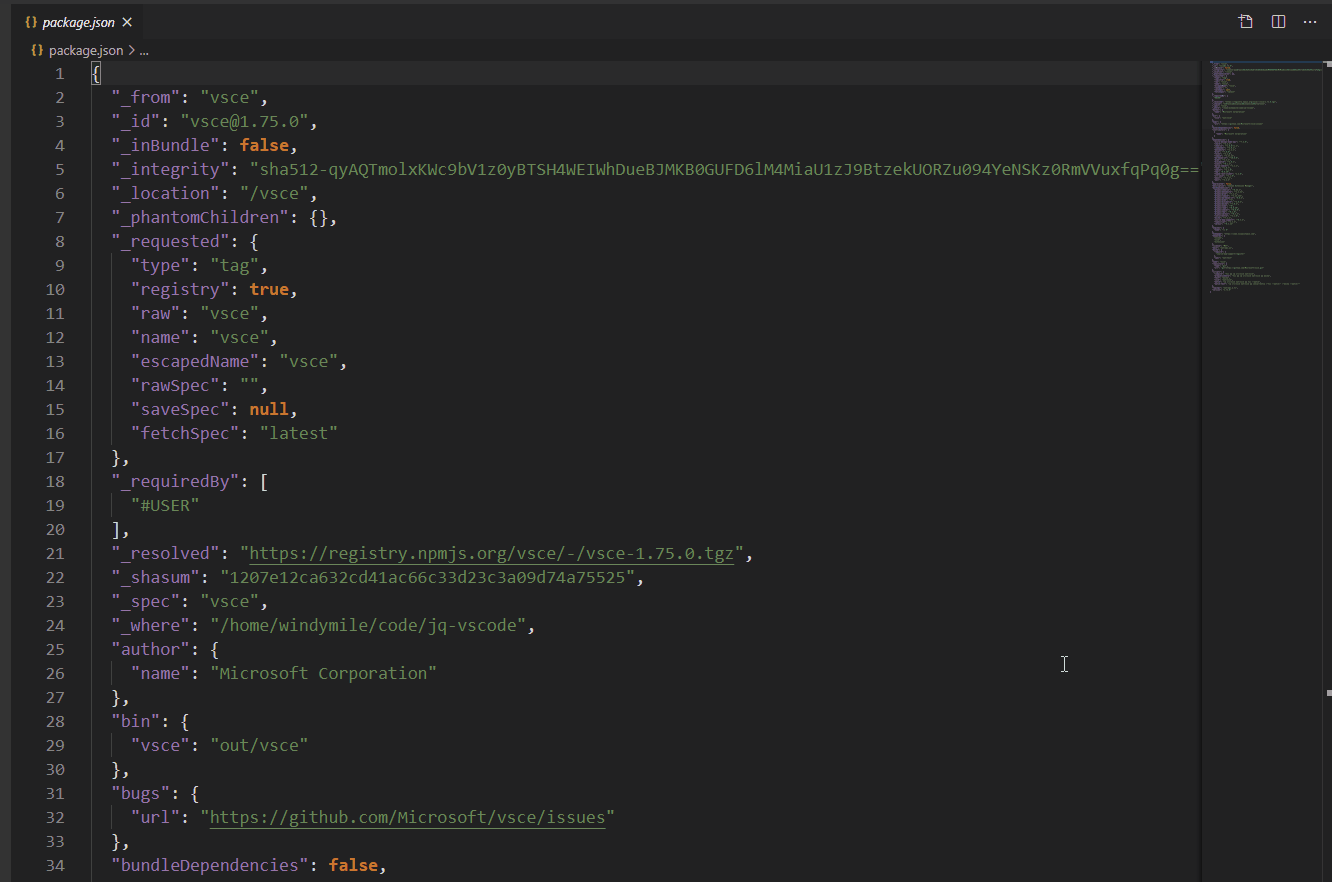 {} package.json ×
{} package.json > ...
1 {
2 "_from": "vsce",
3 "_id": "vsce@1.75.0",
4 "_inBundle": false,
5 "_integrity": "sha512-qyAQTmolxKWc9bV1z0yBTSH4WEIWhDueBJMKB0GUFD6lM4MiaU1zJ9BtzekUORZu094YeNSKz0RmVVuxfqPq0g==
6 "_location": "/vsce",
7 "_phantomChildren": {},
8 "_requested": {
9 "type": "tag",
10 "registry": true,
11 "raw": "vsce",
12 "name": "vsce",
13 "escapedName": "vsce",
14 "rawSpec": "",
15 "saveSpec": null,
16 "fetchSpec": "latest"
17 },
18 "_requiredBy": [
19 "#USER"
20 ],
21 "_resolved": "https://registry.npmjs.org/vsce/-/vsce-1.75.0.tgz",
22 "_shasum": "1207e12ca632cd41ac66c33d23c3a09d74a75525",
23 "_spec": "vsce",
24 "_where": "/home/windymile/code/jq-vscode",
25 "author": {
26 "name": "Microsoft Corporation"
27 },
28 "bin": {
29 "vsce": "out/vsce"
30 },
31 "bugs": {
32 "url": "https://github.com/Microsoft/vsce/issues"
33 },
34 "bundleDependencies": false,